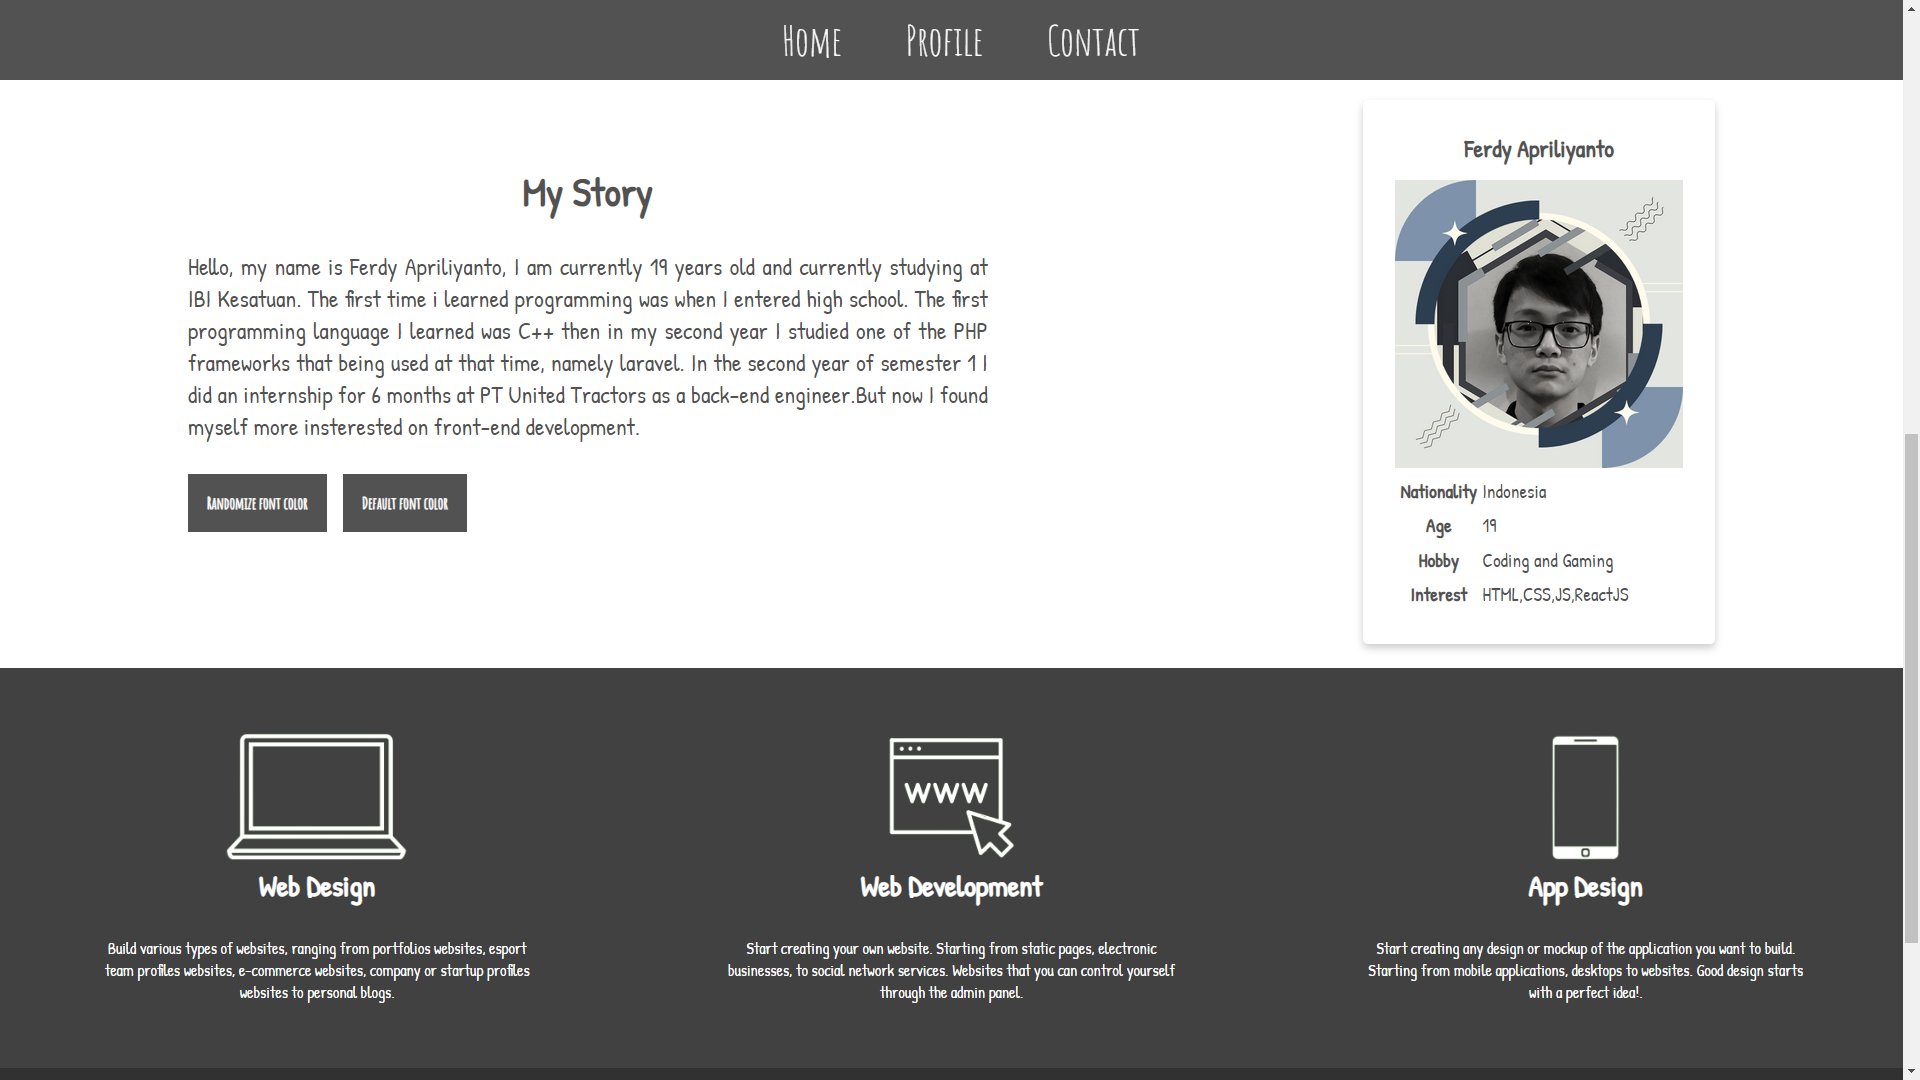 Home Profile Contact
My Story
Hello, my name is Ferdy Apriliyanto, I am currently 19 years old and currently studying at
IBI Kesatuan. The first time i learned programming was when I entered high school. The first
programming language I learned was C++ then in my second year I studied one of the PHP
frameworks that being used at that time, namely laravel. In the second year of semester 1 I
did an internship for 6 months at PT United Tractors as a back-end engineer.But now I found
myself more insterested on front-end development.
Randomize font color
Default font color
Ferdy Apriliyanto
Nationality Indonesia
Age 19
Hobby Coding and Gaming
Interest HTML,CSS,JS,ReactJS
WWW
Web Design
Build various types of websites, ranging from portfolios websites, esport
team profiles websites, e-commerce websites, company or startup profiles
websites to personal blogs.
Web Development
Start creating your own website. Starting from static pages, electronic
businesses, to social network services. Websites that you can control yourself
through the admin panel.
App Design
Start creating any design or mockup of the application you want to build.
Starting from mobile applications, desktops to websites. Good design starts
with a perfect idea!.